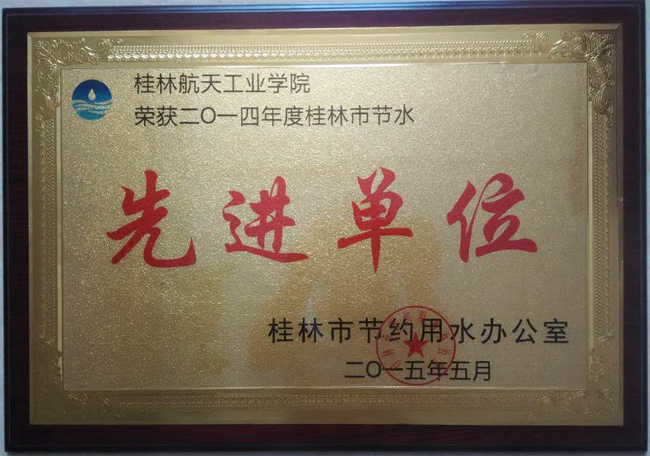 桂林航天工业学院
荣获二〇一四年度桂林市节水
先进单位
桂林市节约用水办公室
二〇一五年五月